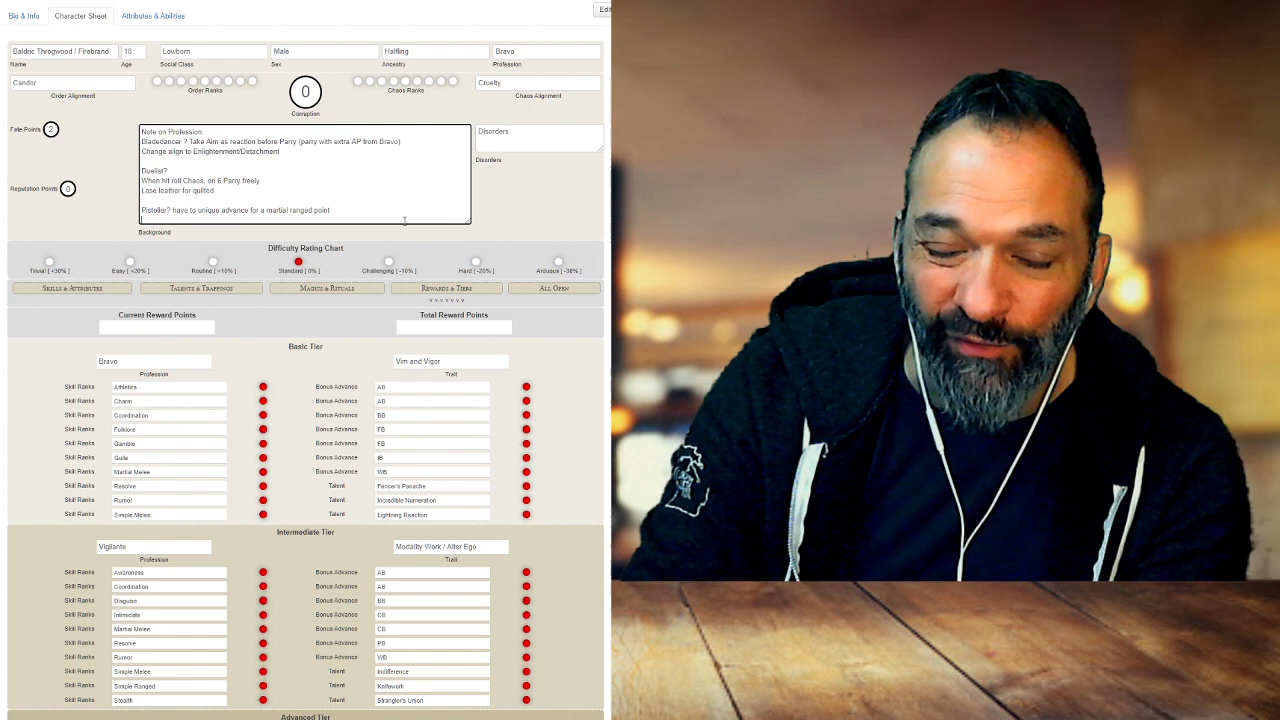 Bio & Info
Character Sheet
Attributes & Abilities
Edit
Baldric Throgwood / Firebrand
18
Lowborn
Male
Halfling
Bravo
Name
Age
Social Class
Sex
Ancestry
Profession
Candor
Order Alignment
Order Ranks
0
Corruption
Chaos Ranks
Cruelty
Chaos Alignment
Fate Points 2
Reputation Points 0
Note on Profession
Bladedancer ? Take Aim as reaction before Parry (parry with extra AP from Bravo)
Change align to Enlightenment/Detachment
Duelist?
When hit roll Chaos, on 6 Parry freely
Lose leather for quilted
Pistolier? have to unique advance for a martial ranged point
Background
Disorders
Disorders
Difficulty Rating Chart
Trivial [ +30% ]
Easy [ +20% ]
Routine [ +10% ]
Standard [ 0% ]
Challenging [ -10% ]
Hard [ -20% ]
Arduous [ -30% ]
Skills & Attributes
Talents & Trappings
Magics & Rituals
Rewards & Tiers
All Open
v v v v v v v
Current Reward Points
Total Reward Points
Basic Tier
Bravo
Vim and Vigor
Profession
Trait
Skill Ranks Athletics Bonus Advance AB
Skill Ranks Charm Bonus Advance AB
Skill Ranks Coordination Bonus Advance BB
Skill Ranks Folklore Bonus Advance FB
Skill Ranks Gamble Bonus Advance FB
Skill Ranks Guile Bonus Advance IB
Skill Ranks Martial Melee Bonus Advance WB
Skill Ranks Resolve Talent Fencer's Panache
Skill Ranks Rumor Talent Incredible Numeration
Skill Ranks Simple Melee Talent Lightning Reaction
Intermediate Tier
Vigilante
Mortality Work / Alter Ego
Profession
Trait
Skill Ranks Awareness Bonus Advance AB
Skill Ranks Coordination Bonus Advance AB
Skill Ranks Disguise Bonus Advance BB
Skill Ranks Intimidate Bonus Advance CB
Skill Ranks Martial Melee Bonus Advance CB
Skill Ranks Resolve Bonus Advance PB
Skill Ranks Rumor Bonus Advance WB
Skill Ranks Simple Melee Talent Indifference
Skill Ranks Simple Ranged Talent Knifework
Skill Ranks Stealth Talent Strangler's Union
Advanced Tier